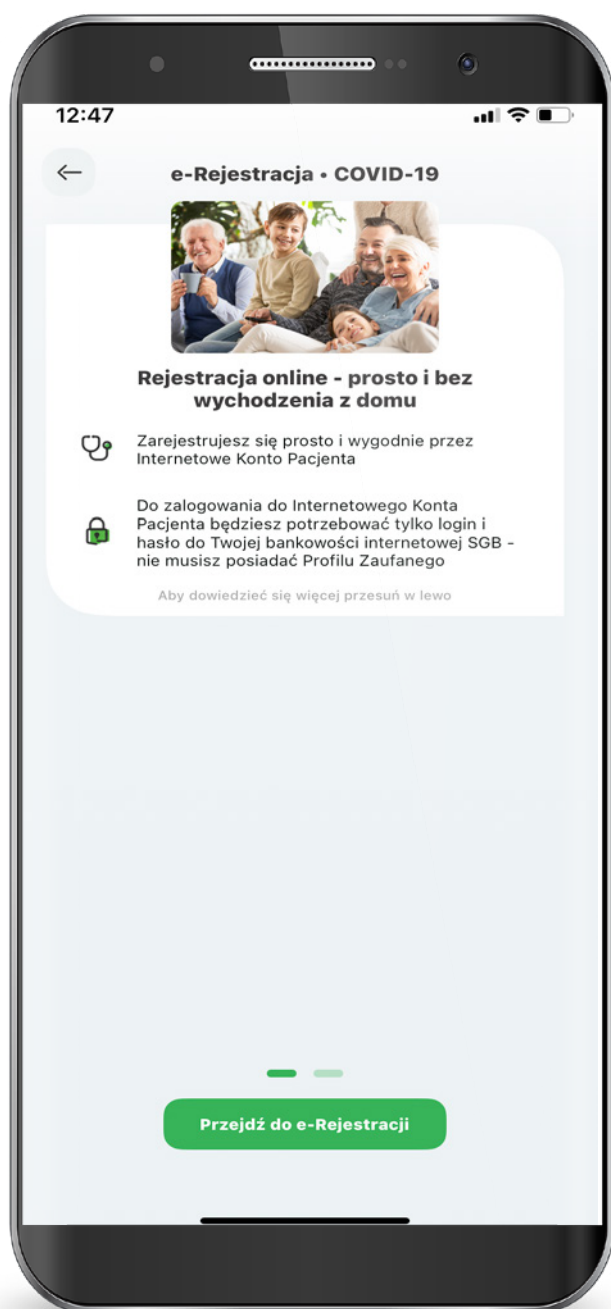 12:47
e-Rejestracja • COVID-19
Rejestracja online - prosto i bez
wychodzenia z domu
Zarejestrujesz się prosto i wygodnie przez
Internetowe Konto Pacjenta
Do zalogowania do Internetowego Konta
Pacjenta będziesz potrzebować tylko login i
hasło do Twojej bankowości internetowej SGB -
nie musisz posiadać Profilu Zaufanego
Aby dowiedzieć się więcej przesuń w lewo
Przejdź do e-Rejestracji